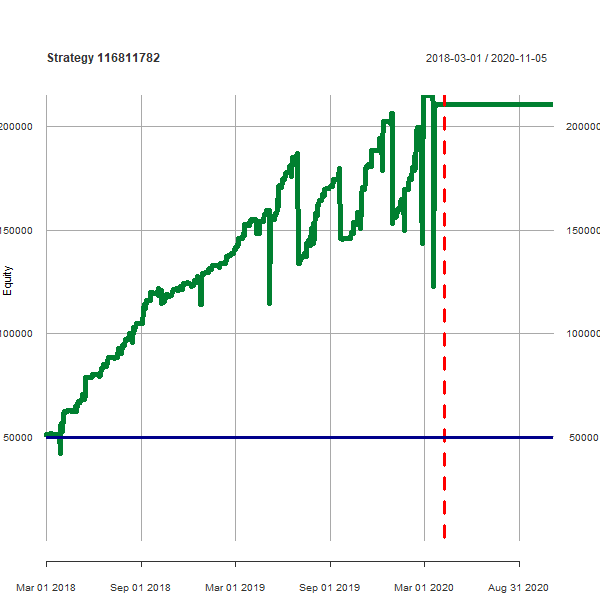 Strategy 116811782
2018-03-01 / 2020-11-05
200000 200000
150000 150000
Equity
100000 100000
50000 50000
Mar 01 2018 Sep 01 2018 Mar 01 2019 Sep 01 2019 Mar 01 2020 Aug 31 2020